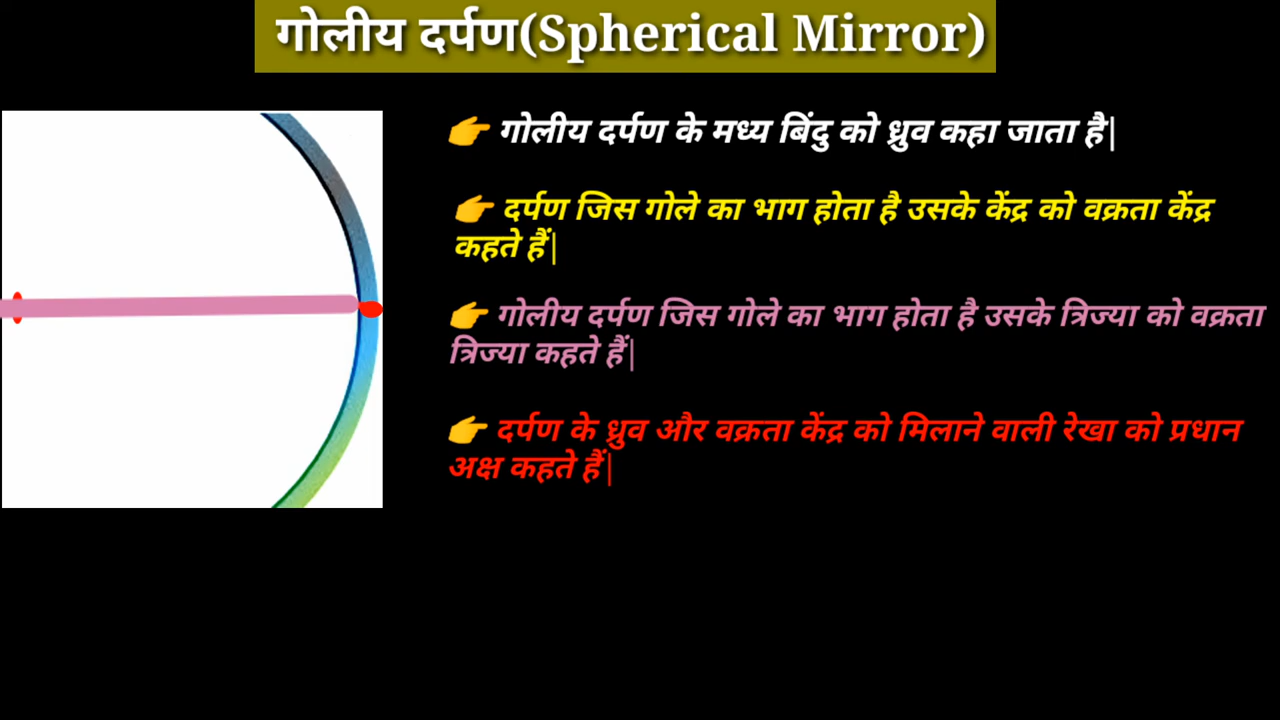 गोलीय दर्पण(Spherical Mirror)
👉 गोलीय दर्पण के मध्य बिंदु को ध्रुव कहा जाता है|
👉 दर्पण जिस गोले का भाग होता है उसके केंद्र को वक्रता केंद्र
कहते हैं|
👉 गोलीय दर्पण जिस गोले का भाग होता है उसके त्रिज्या को वक्रता
त्रिज्या कहते हैं|
👉 दर्पण के ध्रुव और वक्रता केंद्र को मिलाने वाली रेखा को प्रधान
अक्ष कहते हैं|